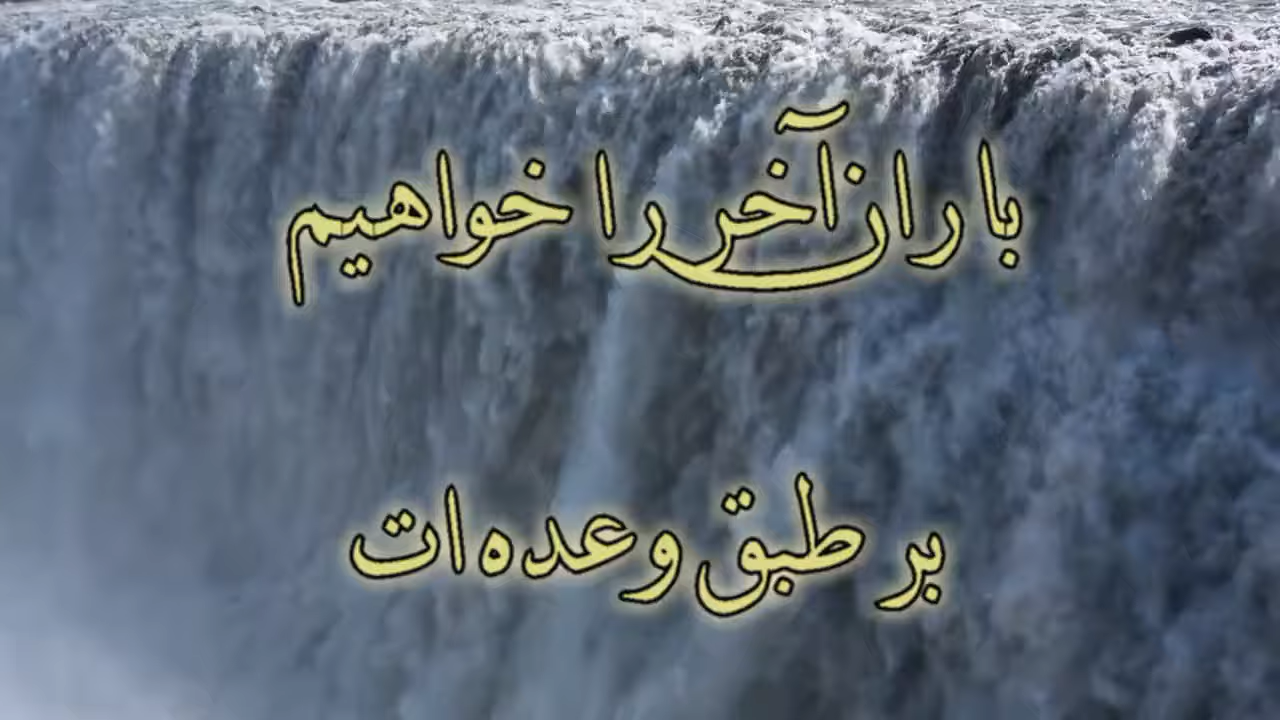 باران آخر را خواهیم
بر طبق وعده ات